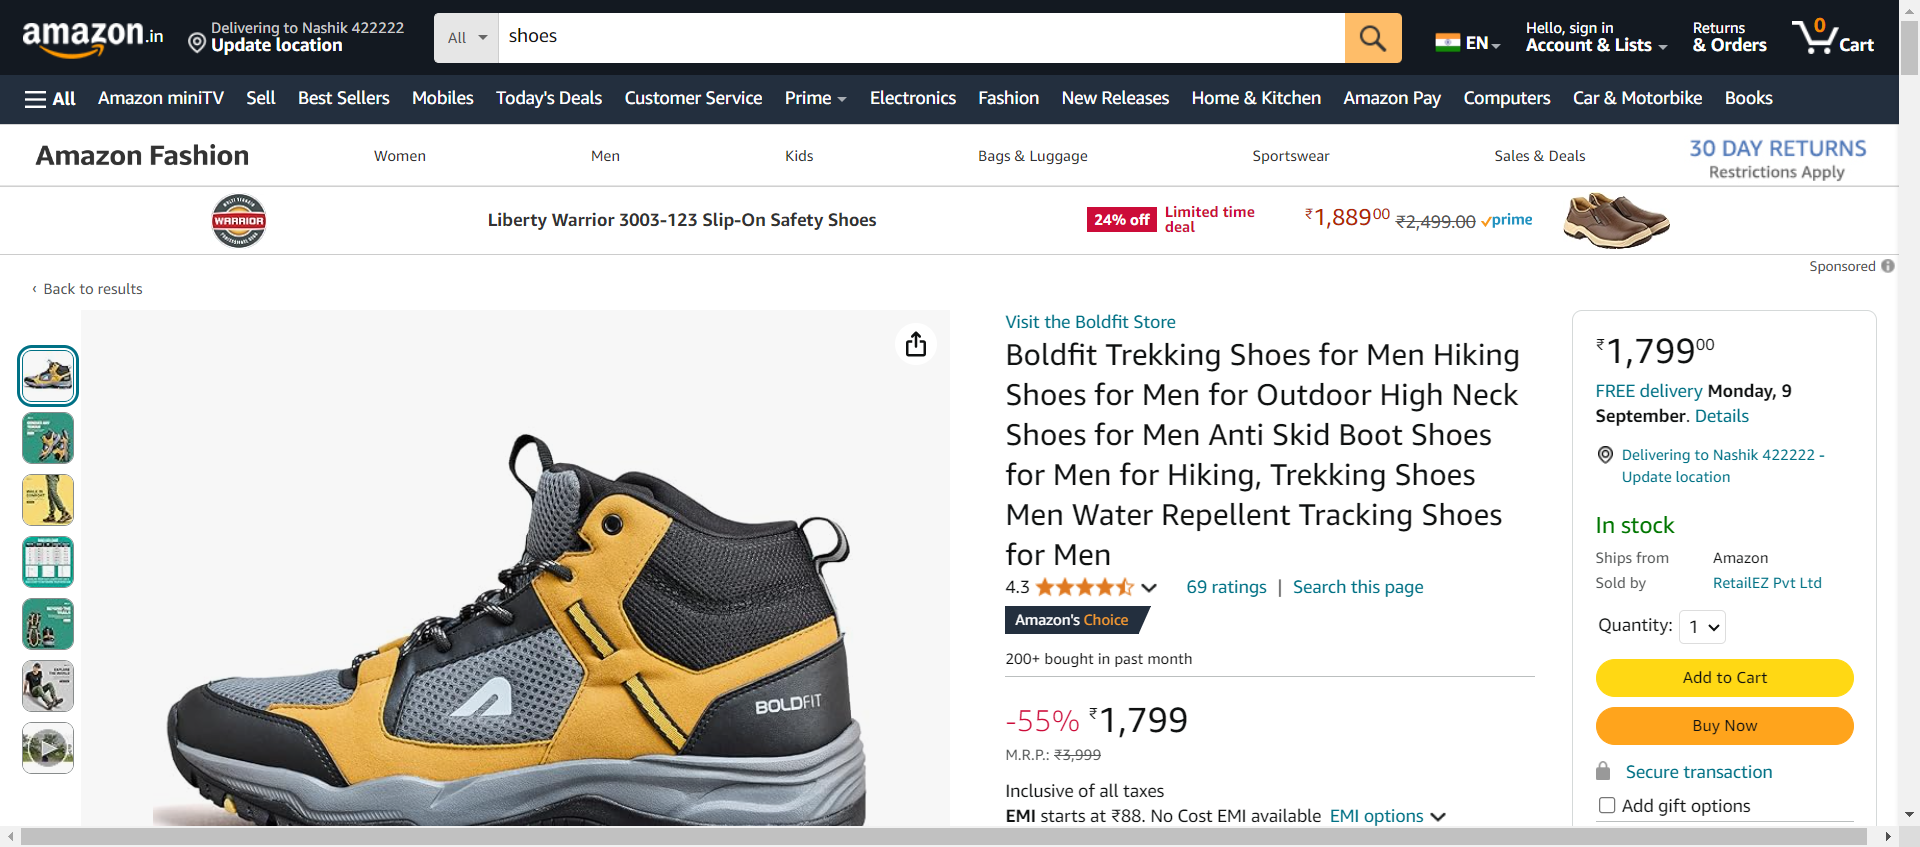 amazon.in
Delivering to Nashik 422222
Update location
All
shoes
EN
Hello, sign in
Account & Lists
Returns
& Orders
0
Cart
All
Amazon miniTV
Sell
Best Sellers
Mobiles
Today's Deals
Customer Service
Prime
Electronics
Fashion
New Releases
Home & Kitchen
Amazon Pay
Computers
Car & Motorbike
Books
Amazon Fashion
Women
Men
Kids
Bags & Luggage
Sportswear
Sales & Deals
30 DAY RETURNS
Restrictions Apply
WARRIOR
Liberty Warrior 3003-123 Slip-On Safety Shoes
24% off
Limited time
deal
₹1,88900
₹2,499.00
prime
Sponsored
‹ Back to results
Visit the Boldfit Store
Boldfit Trekking Shoes for Men Hiking
Shoes for Men for Outdoor High Neck
Shoes for Men Anti Skid Boot Shoes
for Men for Hiking, Trekking Shoes
Men Water Repellent Tracking Shoes
for Men
4.3
69 ratings | Search this page
Amazon's Choice
200+ bought in past month
-55% ₹1,799
M.R.P.: ₹3,999
Inclusive of all taxes
EMI starts at ₹88. No Cost EMI available EMI options
BOLDFIT
₹1,79900
FREE delivery Monday, 9
September. Details
Delivering to Nashik 422222 -
Update location
In stock
Ships from Amazon
Sold by RetailEZ Pvt Ltd
Quantity: 1
Add to Cart
Buy Now
Secure transaction
Add gift options